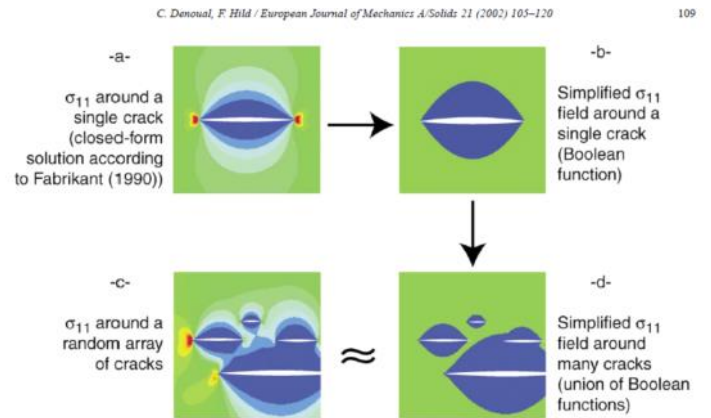 C. Denoual, F. Hild / European Journal of Mechanics A/Solids 21 (2002) 105–120
109
-a-
σ11 around a
single crack
(closed-form
solution according
to Fabrikant (1990))
-b-
Simplified σ11
field around a
single crack
(Boolean
function)
-c-
σ11 around a
random array
of cracks
≈
-d-
Simplified σ11
field around
many cracks
(union of Boolean
functions)